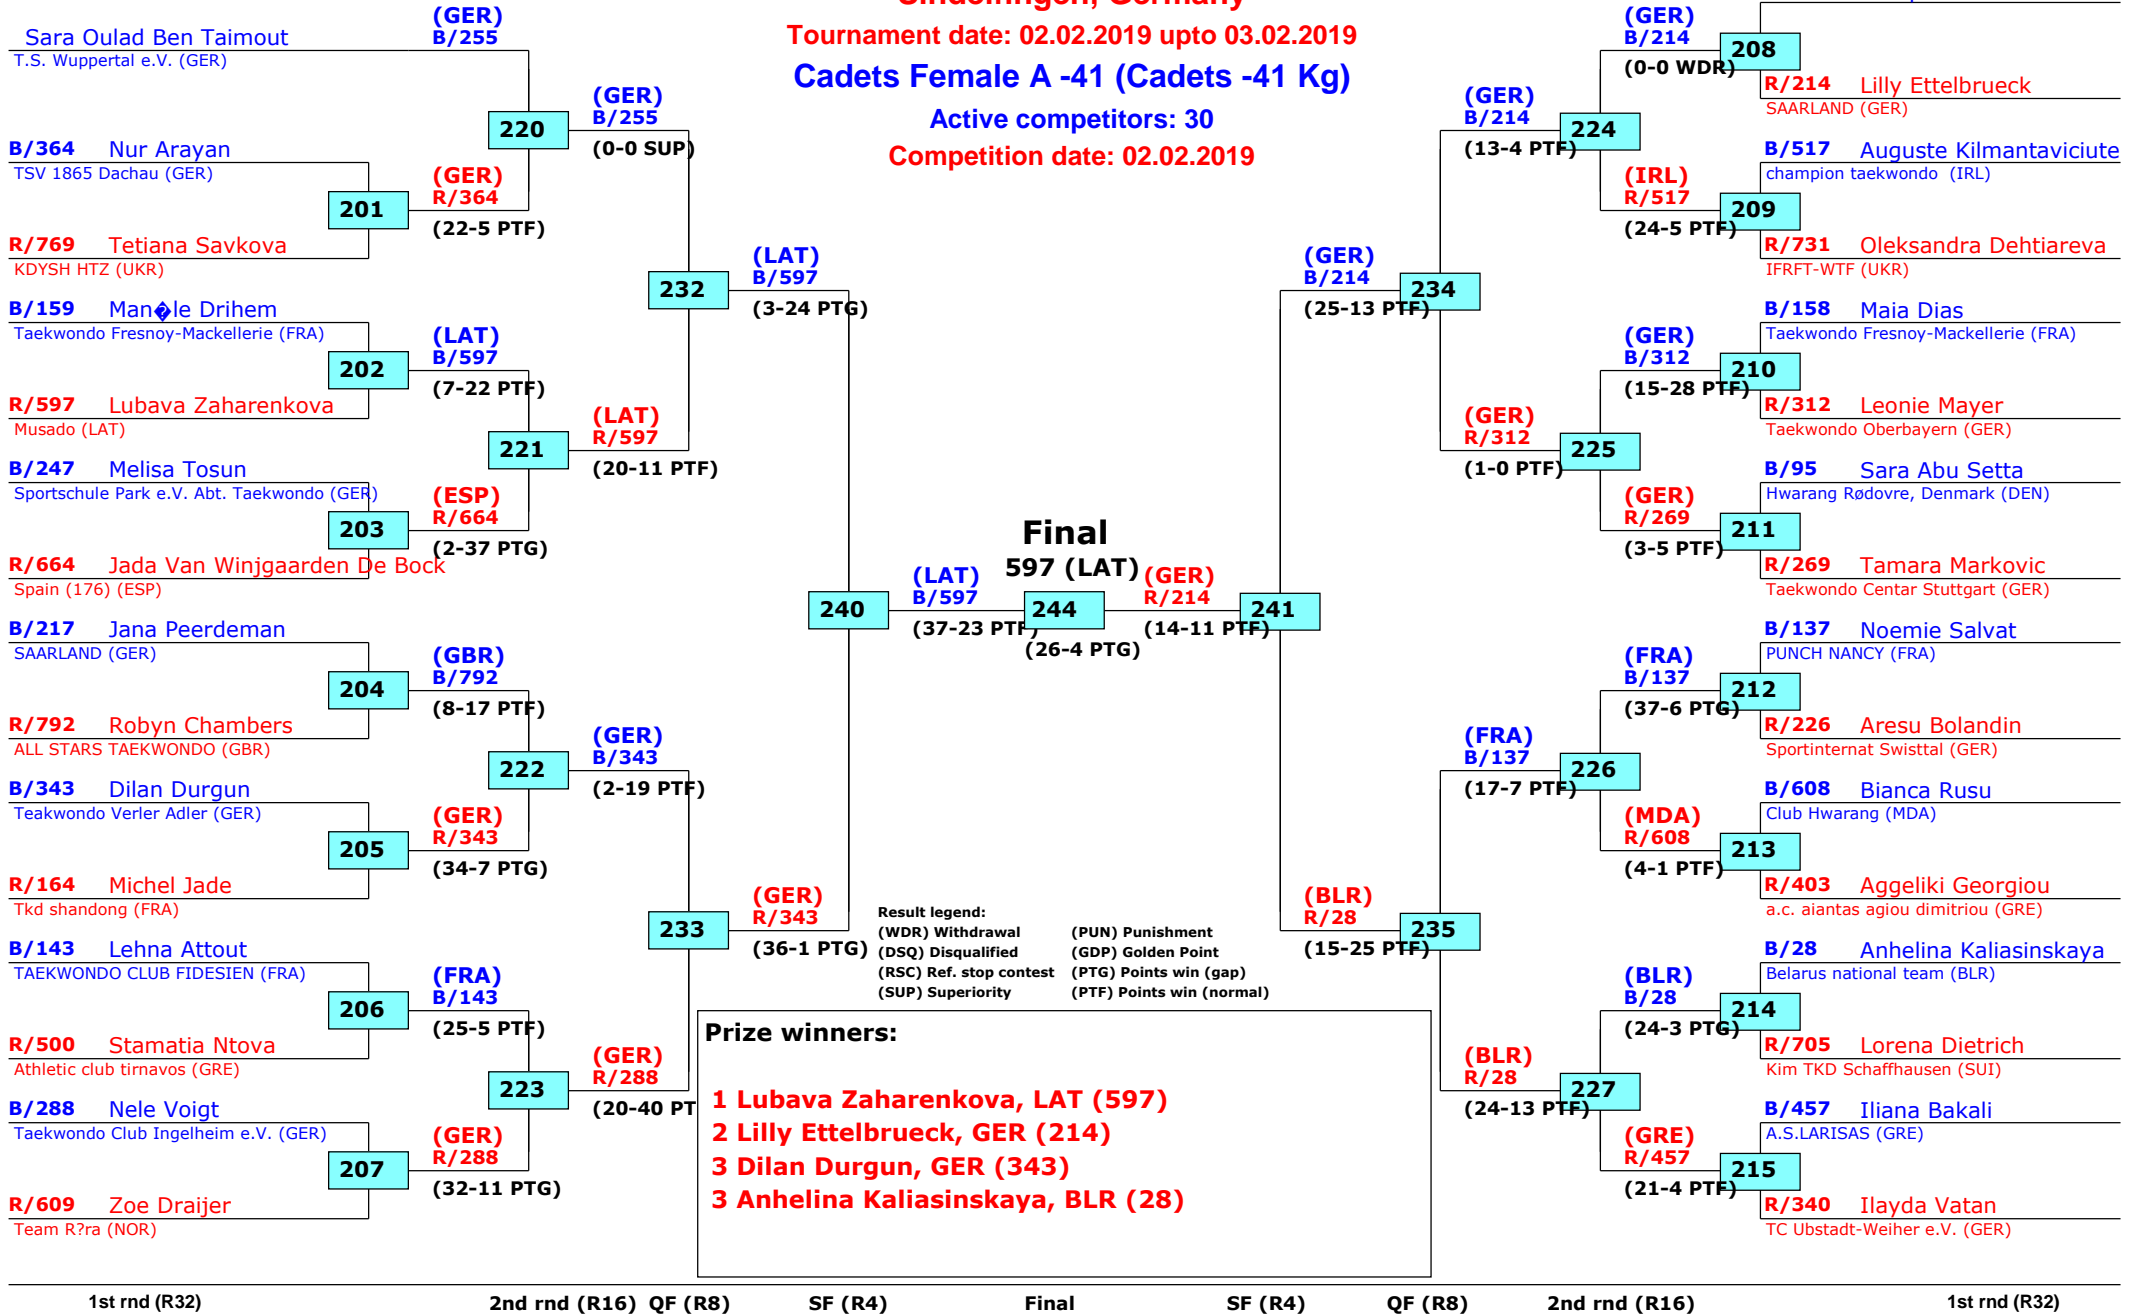 Tournament date: 02.02.2019 upto 03.02.2019
Cadets Female A -41 (Cadets -41 Kg)
Active competitors: 30
Competition date: 02.02.2019
Sara Oulad Ben Taimout
T.S. Wuppertal e.V. (GER)
B/364 Nur Arayan
TSV 1865 Dachau (GER)
201
R/769 Tetiana Savkova
KDYSH HTZ (UKR)
B/159 Man�le Drihem
Taekwondo Fresnoy-Mackellerie (FRA)
202
R/597 Lubava Zaharenkova
Musado (LAT)
B/247 Melisa Tosun
Sportschule Park e.V. Abt. Taekwondo (GER)
203
R/664 Jada Van Winjgaarden De Bock
Spain (176) (ESP)
B/217 Jana Peerdeman
SAARLAND (GER)
204
R/792 Robyn Chambers
ALL STARS TAEKWONDO (GBR)
B/343 Dilan Durgun
Teakwondo Verler Adler (GER)
205
R/164 Michel Jade
Tkd shandong (FRA)
B/143 Lehna Attout
TAEKWONDO CLUB FIDESIEN (FRA)
206
R/500 Stamatia Ntova
Athletic club tirnavos (GRE)
B/288 Nele Voigt
Taekwondo Club Ingelheim e.V. (GER)
207
R/609 Zoe Draijer
Team R?ra (NOR)
(GER)
B/255
220
(GER)
R/364
(22-5 PTF)
(LAT)
B/597
(7-22 PTF)
221
(ESP)
R/664
(2-37 PTG)
(GBR)
B/792
(8-17 PTF)
222
(GER)
R/343
(34-7 PTG)
(FRA)
B/143
(25-5 PTF)
223
(GER)
R/288
(32-11 PTG)
(GER)
B/255
(0-0 SUP)
232
(LAT)
R/597
(20-11 PTF)
(GER)
B/343
(2-19 PTF)
233
(GER)
R/288
(20-40 PT
(LAT)
B/597
(3-24 PTG)
240
(GER)
R/343
(36-1 PTG)
(LAT)
B/597
(37-23 PTF)
Final
597 (LAT)
244
(26-4 PTG)
(GER)
R/214
(14-11 PTF)
241
(GER)
B/214
(25-13 PTF)
(BLR)
R/28
(15-25 PTF)
(GER)
B/214
(13-4 PTF)
234
(GER)
R/312
(1-0 PTF)
(FRA)
B/137
(17-7 PTF)
235
(BLR)
R/28
(24-13 PTF)
(GER)
B/214
(0-0 WDR)
224
(IRL)
R/517
(24-5 PTF)
(GER)
B/312
(15-28 PTF)
225
(GER)
R/269
(3-5 PTF)
(FRA)
B/137
(37-6 PTG)
226
(MDA)
R/608
(4-1 PTF)
(BLR)
B/28
(24-3 PTG)
227
(GRE)
R/457
(21-4 PTF)
208
R/214 Lilly Ettelbrueck
SAARLAND (GER)
B/517 Auguste Kilmantaviciute
champion taekwondo (IRL)
209
R/731 Oleksandra Dehtiareva
IFRFT-WTF (UKR)
B/158 Maia Dias
Taekwondo Fresnoy-Mackellerie (FRA)
210
R/312 Leonie Mayer
Taekwondo Oberbayern (GER)
B/95 Sara Abu Setta
Hwarang Rødovre, Denmark (DEN)
211
R/269 Tamara Markovic
Taekwondo Centar Stuttgart (GER)
B/137 Noemie Salvat
PUNCH NANCY (FRA)
212
R/226 Aresu Bolandin
Sportinternat Swisttal (GER)
B/608 Bianca Rusu
Club Hwarang (MDA)
213
R/403 Aggeliki Georgiou
a.c. aiantas agiou dimitriou (GRE)
B/28 Anhelina Kaliasinskaya
Belarus national team (BLR)
214
R/705 Lorena Dietrich
Kim TKD Schaffhausen (SUI)
B/457 Iliana Bakali
A.S.LARISAS (GRE)
215
R/340 Ilayda Vatan
TC Ubstadt-Weiher e.V. (GER)
Result legend:
(WDR) Withdrawal (PUN) Punishment
(DSQ) Disqualified (GDP) Golden Point
(RSC) Ref. stop contest (PTG) Points win (gap)
(SUP) Superiority (PTF) Points win (normal)
Prize winners:
1 Lubava Zaharenkova, LAT (597)
2 Lilly Ettelbrueck, GER (214)
3 Dilan Durgun, GER (343)
3 Anhelina Kaliasinskaya, BLR (28)
1st rnd (R32) 2nd rnd (R16) QF (R8) SF (R4) Final SF (R4) QF (R8) 2nd rnd (R16) 1st rnd (R32)